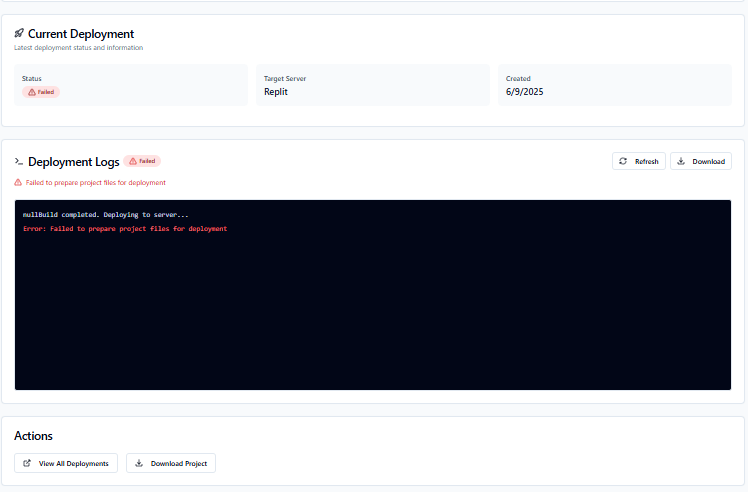 Current Deployment
Latest deployment status and information
Status
Failed
Target Server
Replit
Created
6/9/2025
Deployment Logs
Failed
Refresh
Download
Failed to prepare project files for deployment
nullBuild completed. Deploying to server...
Error: Failed to prepare project files for deployment
Actions
View All Deployments
Download Project